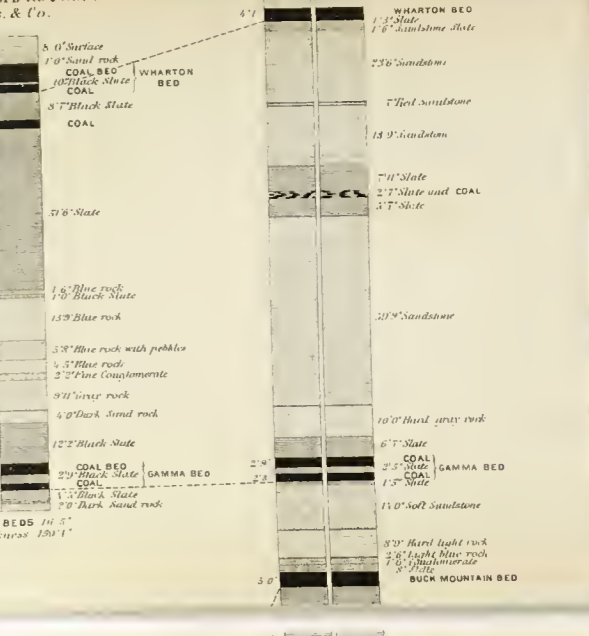 . & Co.
8' 0" Surface
1' 0" Sand rock
COAL BED
10" Black Slate
COAL
WHARTON
BED
8' 7" Black Slate
COAL
51' 6" Slate
1' 6" Blue rock
1' 0" Black Slate
13' 9" Blue rock
5' 8" Blue rock with pebbles
4' 5" Blue rock
2' 2" Fine Conglomerate
9' 11" Gray rock
4' 0" Dark Sand rock
12' 2" Black Slate
COAL BED
2' 9" Black Slate
COAL
GAMMA BED
Black Slate
2' 0" Dark Sand rock
BEDS 16' 5"
4' 1"
WHARTON BED
1' 3" Slate
1' 6" Sandstone Slate
23' 6" Sandstone
7" Red Sandstone
13' 9" Sandstone
7' 11" Slate
2' 7" Slate and COAL
5' 7" Slate
Sandstone
10' 0" Hard gray rock
6' 7" Slate
2' 9"
COAL
2' 5" Slate
GAMMA BED
COAL
1' 5" Slate
Soft Sandstone
8' 9" Hard light rock
2' 6" Light blue rock
1' 6" Conglomerate
8" Slate
5' 0"
BUCK MOUNTAIN BED